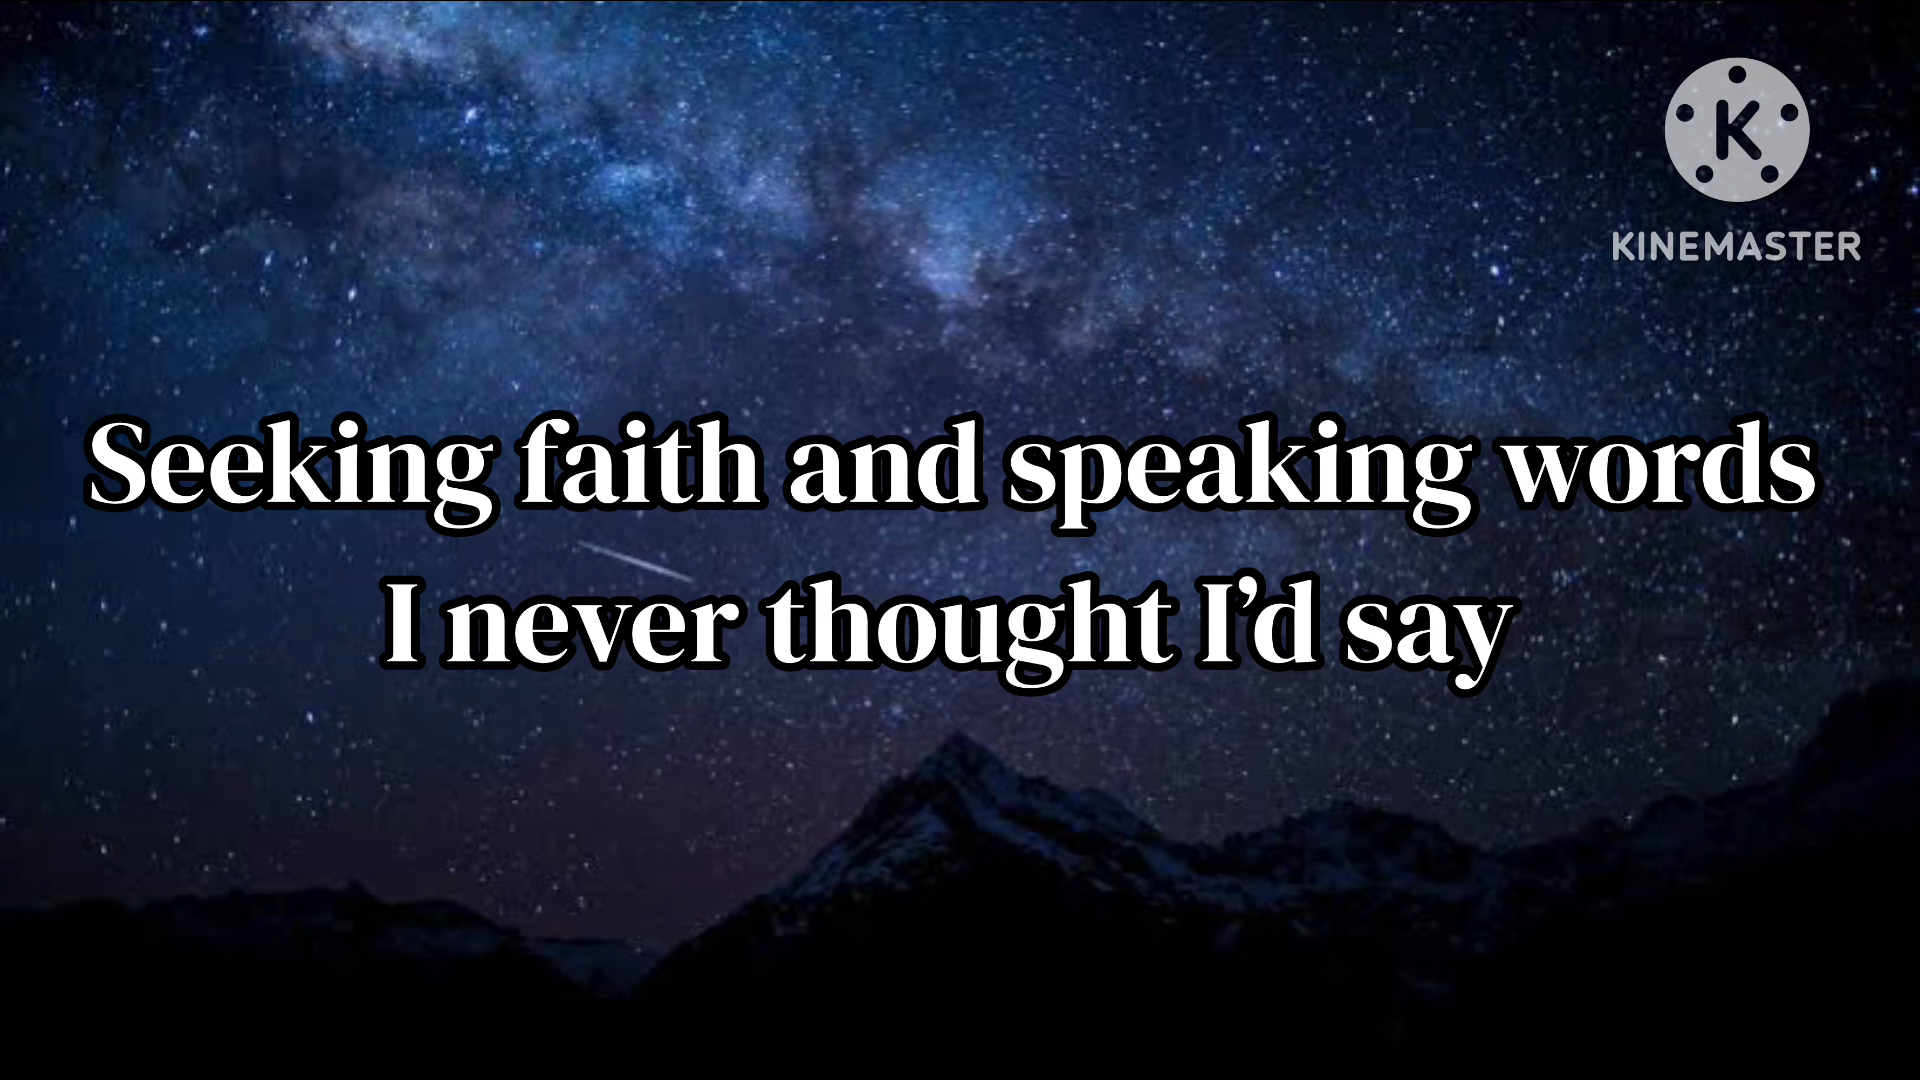 K
KINEMASTER
Seeking faith and speaking words
I never thought I’d say